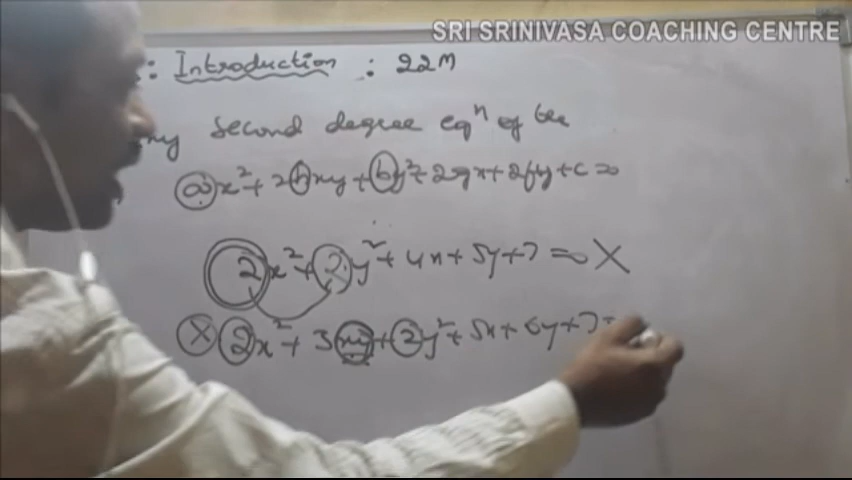 SRI SRINIVASA COACHING CENTRE
: Introduction : 22M
ny second degree eqⁿ of the
ax² + 2hxy + by² + 2gx + 2fy + c = 0
2x² + 2y² + 4x + 5y + 7 = 0 X
X 2x² + 3xy + 2y² + 5x + 6y + 7 =